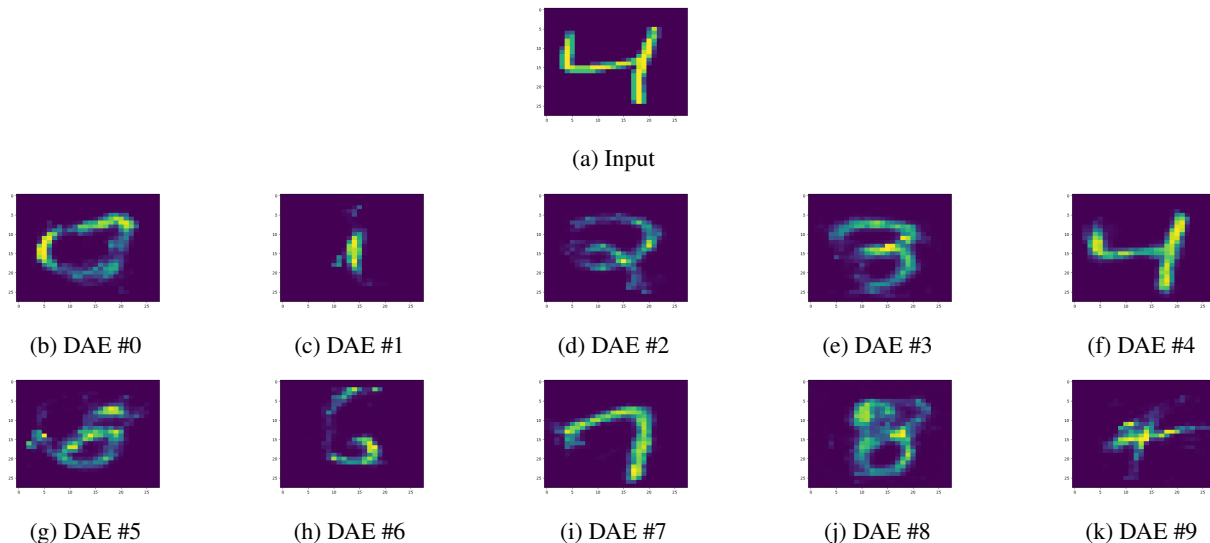 (a) Input
(b) DAE #0
(c) DAE #1
(d) DAE #2
(e) DAE #3
(f) DAE #4
(g) DAE #5
(h) DAE #6
(i) DAE #7
(j) DAE #8
(k) DAE #9